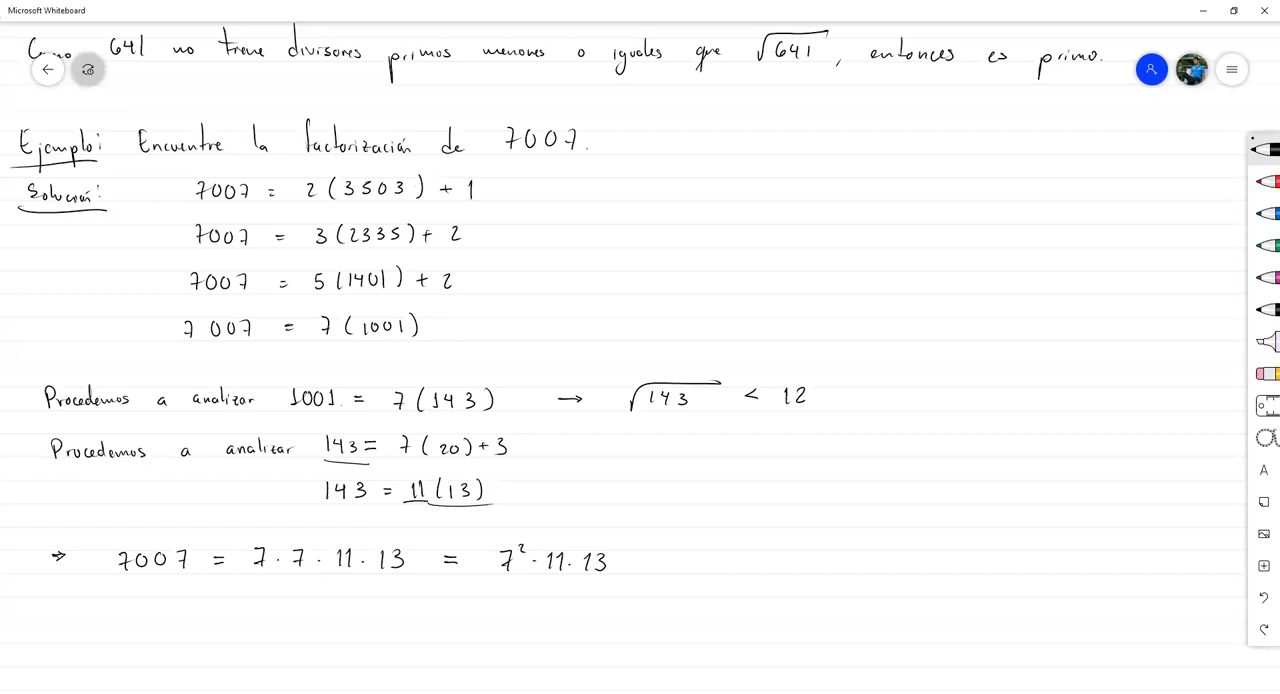 Microsoft Whiteboard
Como 641 no tiene divisores primos menores o iguales que √641, entonces es primo.
Ejemplo: Encuentre la factorización de 7007.
Solución: 7007 = 2(3503) + 1
7007 = 3(2335) + 2
7007 = 5(1401) + 2
7007 = 7(1001)
Procedemos a analizar 1001. = 7(143) → √143 < 12
Procedemos a analizar 143 = 7(20) + 3
143 = 11(13)
⇒ 7007 = 7·7·11·13 = 7²·11·13